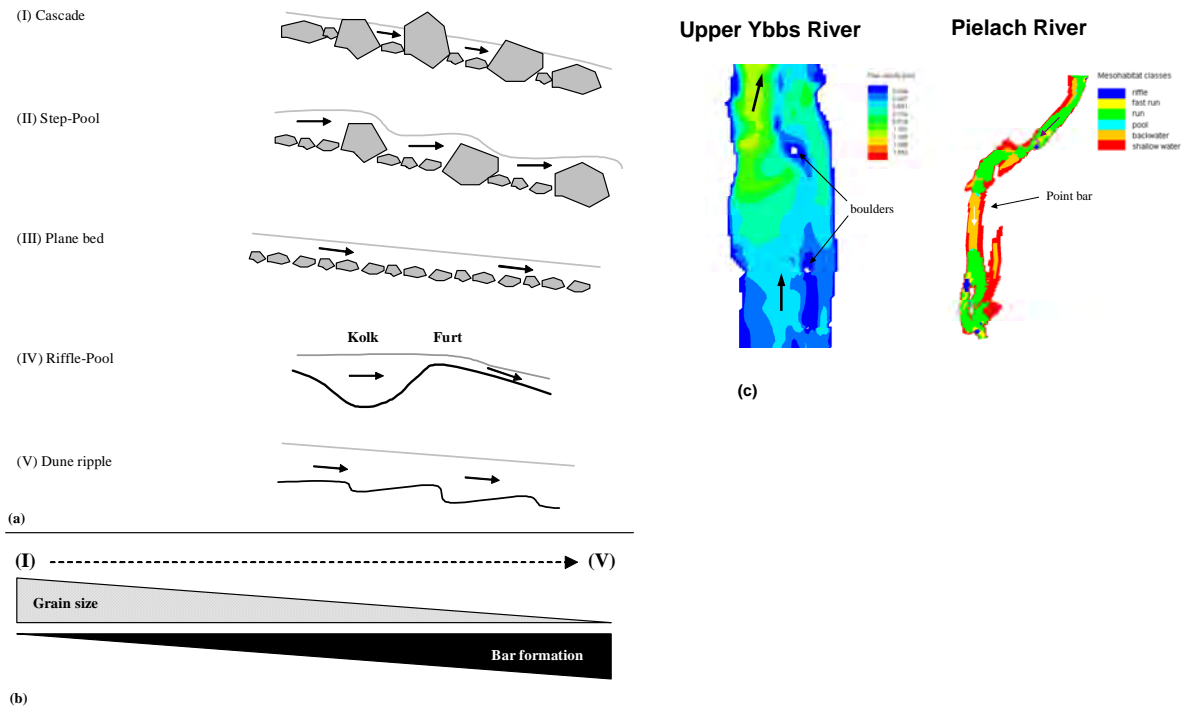 (I) Cascade
(II) Step-Pool
(III) Plane bed
Kolk Furt
(IV) Riffle-Pool
(V) Dune ripple
(a)
(I) (V)
Grain size
Bar formation
(b)
Upper Ybbs River
boulders
(c)
Pielach River
Mesohabitat classes
riffle
fast run
run
pool
backwater
shallow water
Point bar